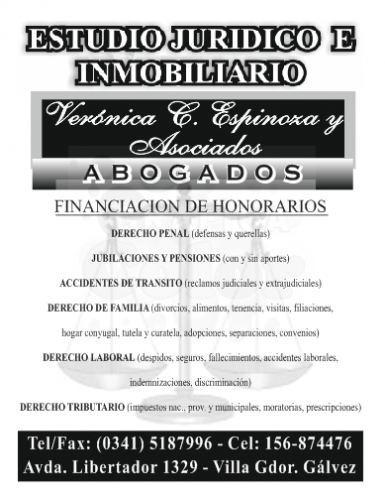 ESTUDIO JURIDICO E
INMOBILIARIO
Verónica C. Espinoza y
Asociados
ABOGADOS
FINANCIACION DE HONORARIOS
DERECHO PENAL (defensas y querellas)
JUBILACIONES Y PENSIONES (con y sin aportes)
ACCIDENTES DE TRANSITO (reclamos judiciales y extrajudiciales)
DERECHO DE FAMILIA (divorcios, alimentos, tenencia, visitas, filiaciones,
hogar conyugal, tutela y curatela, adopciones, separaciones, convenios)
DERECHO LABORAL (despidos, seguros, fallecimientos, accidentes laborales,
indemnizaciones, discriminación)
DERECHO TRIBUTARIO (impuestos nac., prov. y municipales, moratorias, prescripciones)
Tel/Fax: (0341) 5187996 - Cel: 156-874476
Avda. Libertador 1329 - Villa Gdor. Gálvez